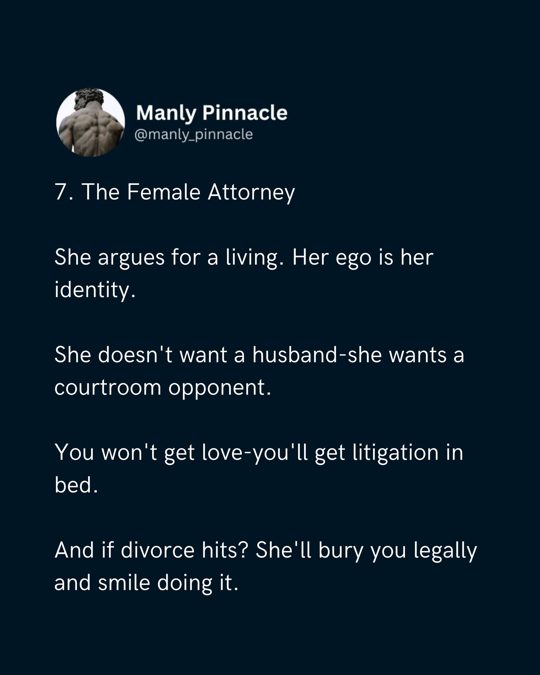 Manly Pinnacle
@manly_pinnacle
7. The Female Attorney
She argues for a living. Her ego is her
identity.
She doesn't want a husband-she wants a
courtroom opponent.
You won't get love-you'll get litigation in
bed.
And if divorce hits? She'll bury you legally
and smile doing it.